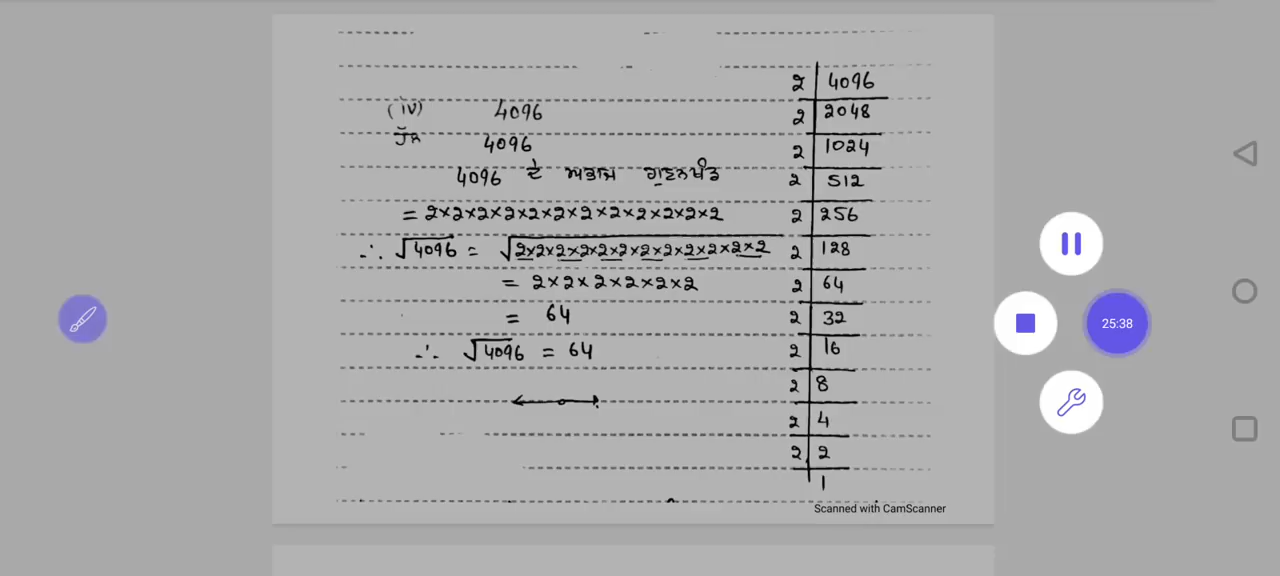 (iv) 4096
ਹੱਲ 4096
4096 ਦੇ ਅਭਾਜ ਗੁਣਨਖੰਡ
= 2×2×2×2×2×2×2×2×2×2×2×2
∴ √4096 = √2×2×2×2×2×2×2×2×2×2×2×2
= 2×2×2×2×2×2
= 64
∴ √4096 = 64
2 | 4096
2 | 2048
2 | 1024
2 | 512
2 | 256
2 | 128
2 | 64
2 | 32
2 | 16
2 | 8
2 | 4
2 | 2
1
Scanned with CamScanner
25:38